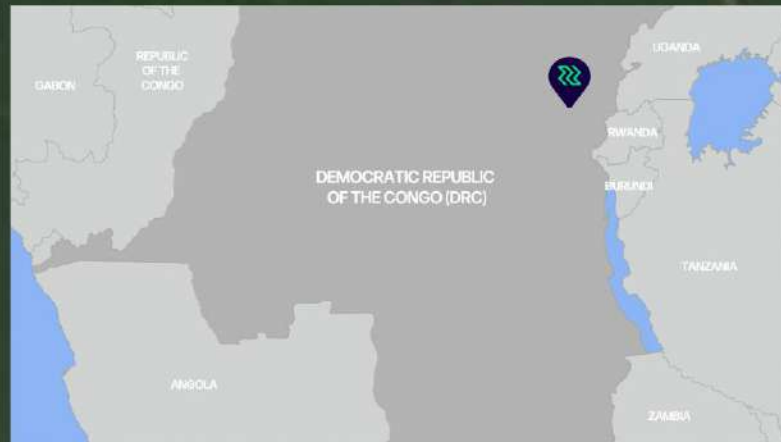 GABON
REPUBLIC
OF THE
CONGO
UGANDA
RWANDA
DEMOCRATIC REPUBLIC
OF THE CONGO (DRC)
BURUNDI
TANZANIA
ANGOLA
ZAMBIA